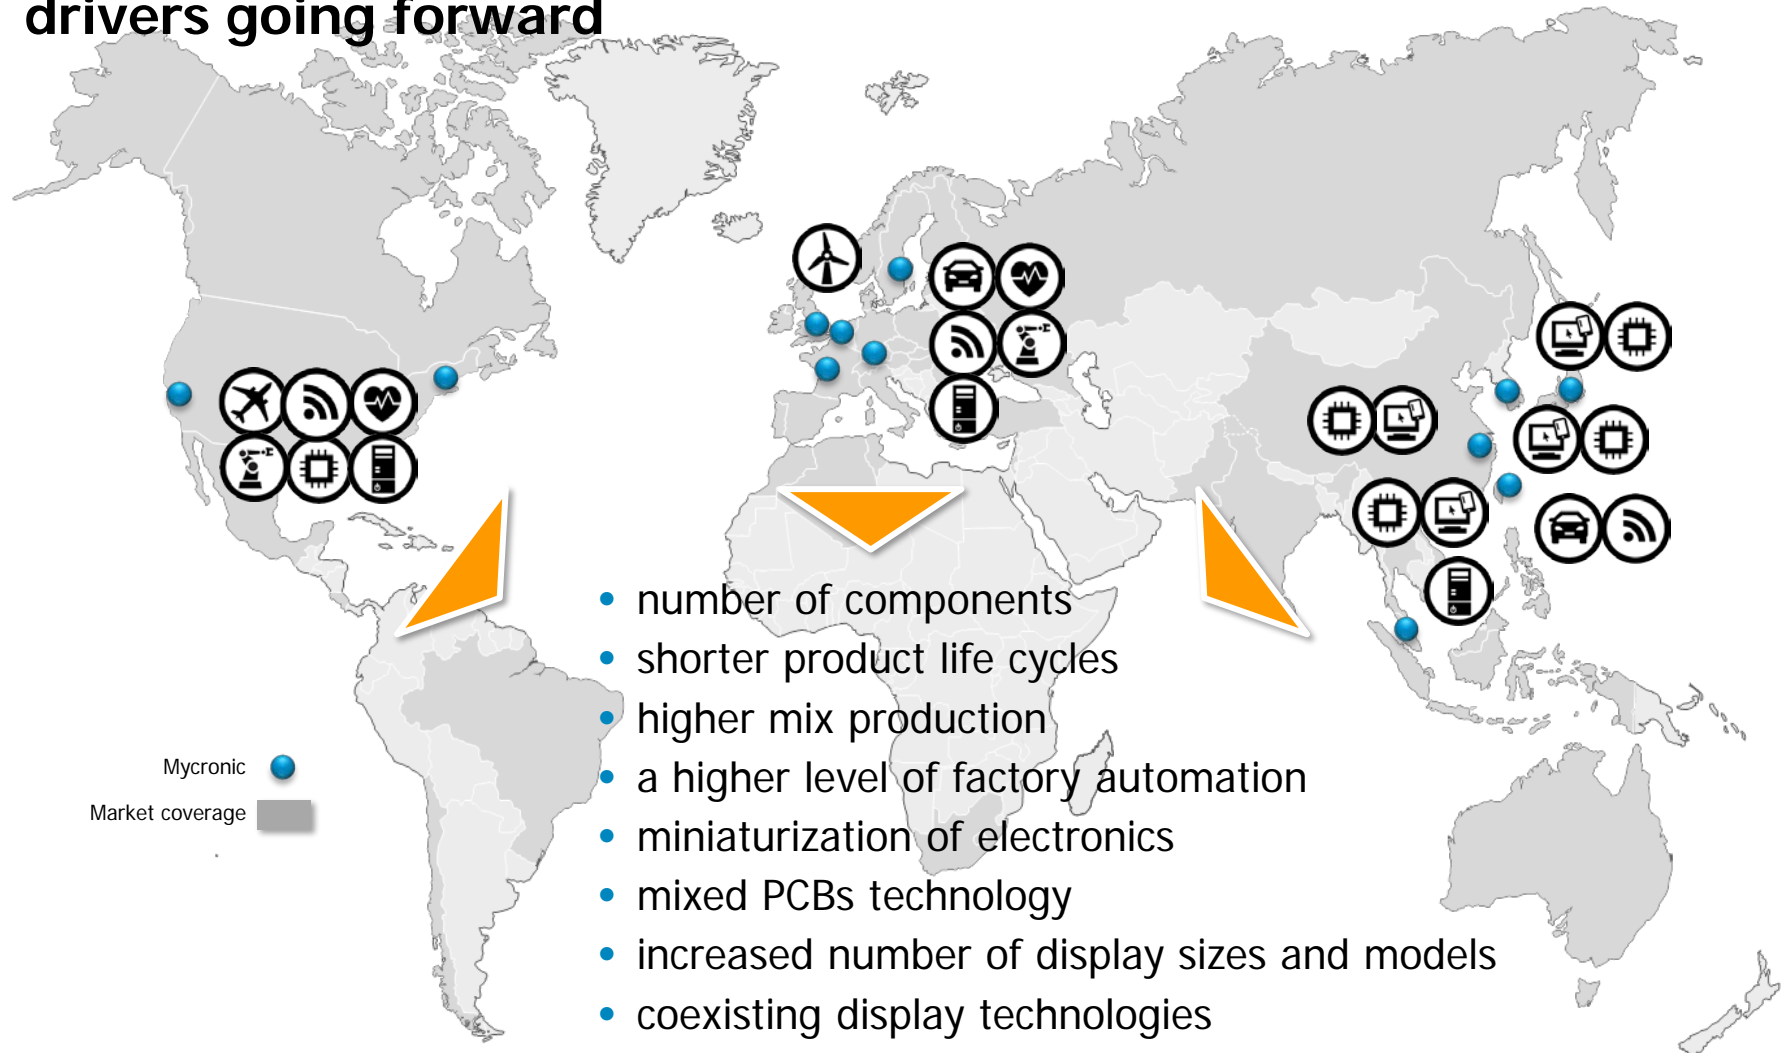 drivers going forward
• number of components
• shorter product life cycles
• higher mix production
• a higher level of factory automation
• miniaturization of electronics
• mixed PCBs technology
• increased number of display sizes and models
• coexisting display technologies
Mycronic
Market coverage